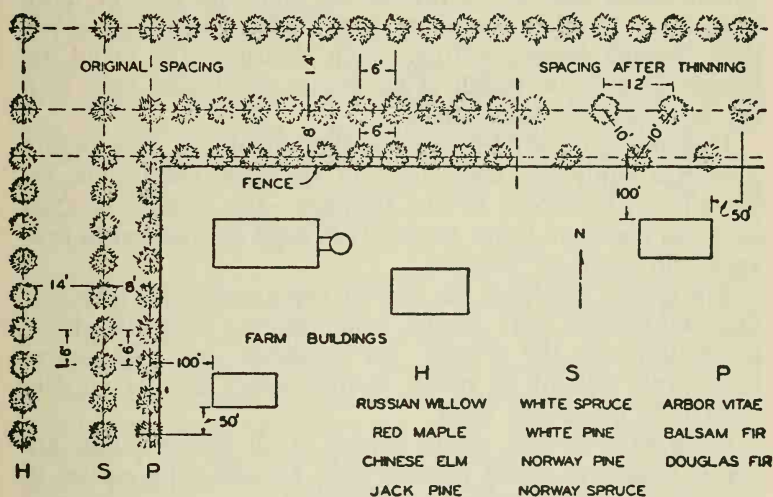 ORIGINAL SPACING
14'
6'
SPACING AFTER THINNING
12'
8'
6'
10'
10'
FENCE
100'
50'
N
14'
8'
6'
6'
FARM BUILDINGS
100'
50'
H S P
RUSSIAN WILLOW WHITE SPRUCE ARBOR VITAE
RED MAPLE WHITE PINE BALSAM FIR
CHINESE ELM NORWAY PINE DOUGLAS FIR
JACK PINE NORWAY SPRUCE
H S P